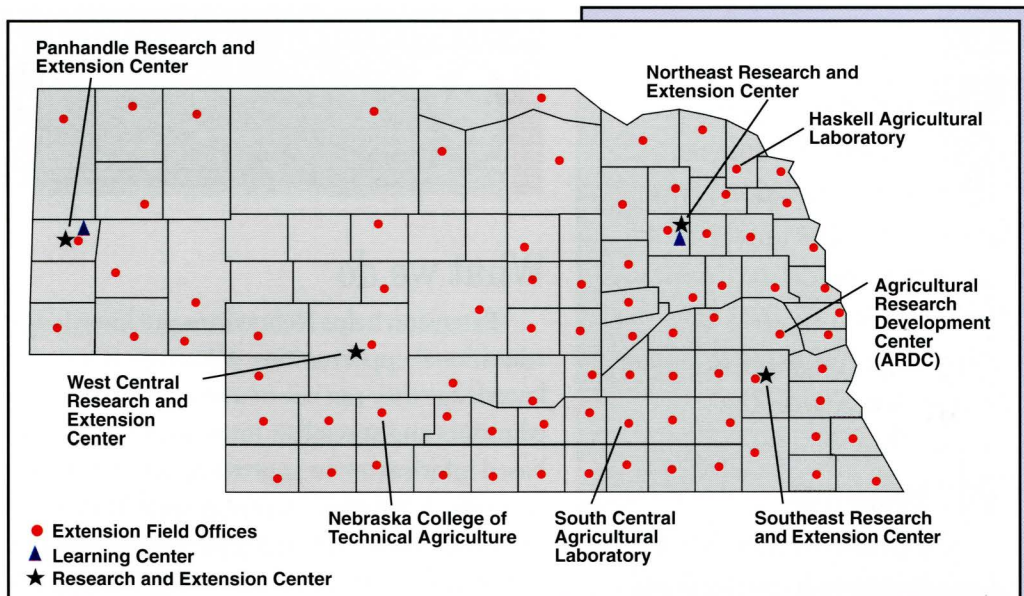 Panhandle Research and
Extension Center
Northeast Research and
Extension Center
Haskell Agricultural
Laboratory
Agricultural
Research
Development
Center
(ARDC)
West Central
Research and
Extension
Center
Nebraska College of
Technical Agriculture
South Central
Agricultural
Laboratory
Southeast Research
and Extension Center
Extension Field Offices
Learning Center
Research and Extension Center